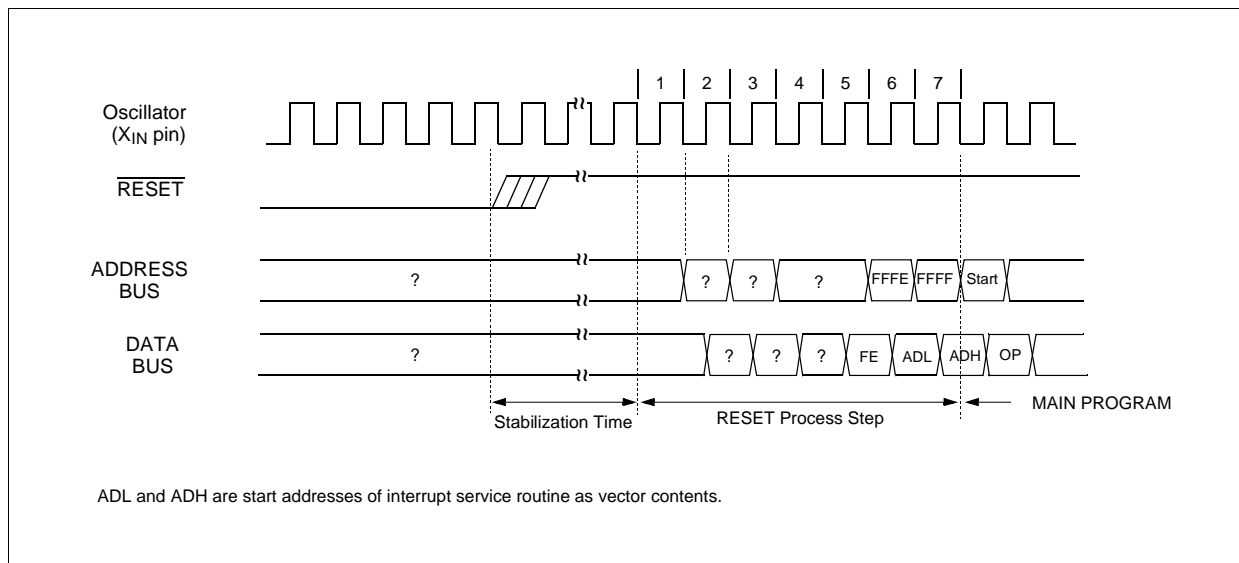 1 2 3 4 5 6 7
Oscillator
(XIN pin)
RESET
ADDRESS
BUS
? ? ? ? FFFE FFFF Start
DATA
BUS
? ? ? ? FE ADL ADH OP
Stabilization Time
RESET Process Step
MAIN PROGRAM
ADL and ADH are start addresses of interrupt service routine as vector contents.